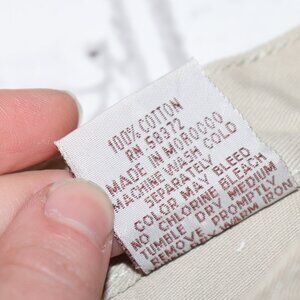 100% COTTON
RN 58372
MADE IN MOROCCO
MACHINE WASH COLD
SEPARATELY
COLOR MAY BLEED
NO CHLORINE BLEACH
TUMBLE DRY MEDIUM
REMOVE PROMPTLY
WARM IRON